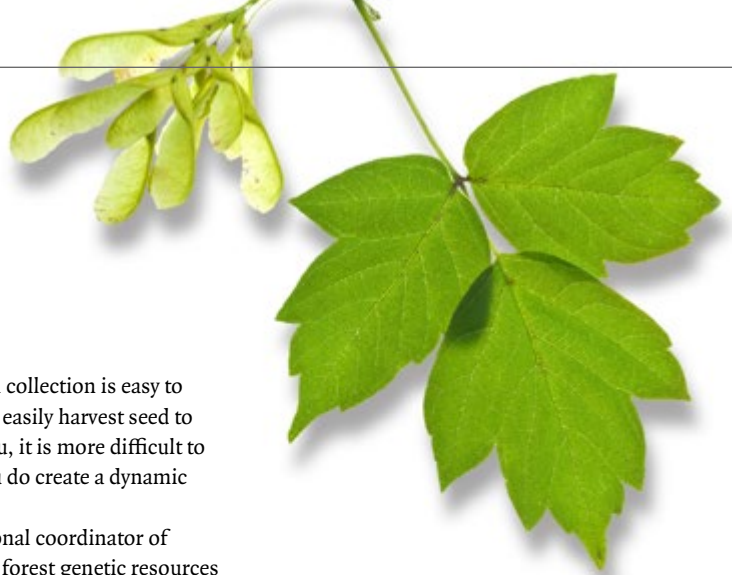 collection is easy to
easily harvest seed to
u, it is more difficult to
do create a dynamic
onal coordinator of
forest genetic resources